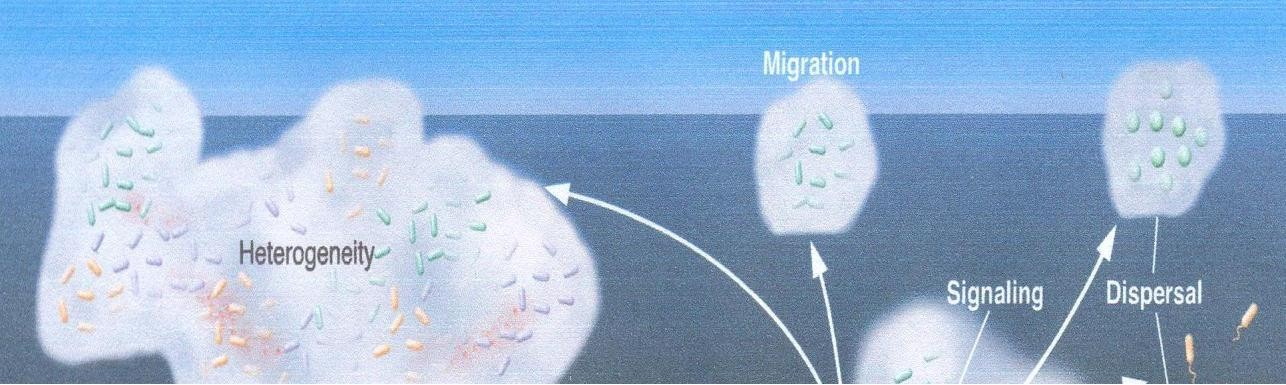 Migration
Heterogeneity
Signaling
Dispersal